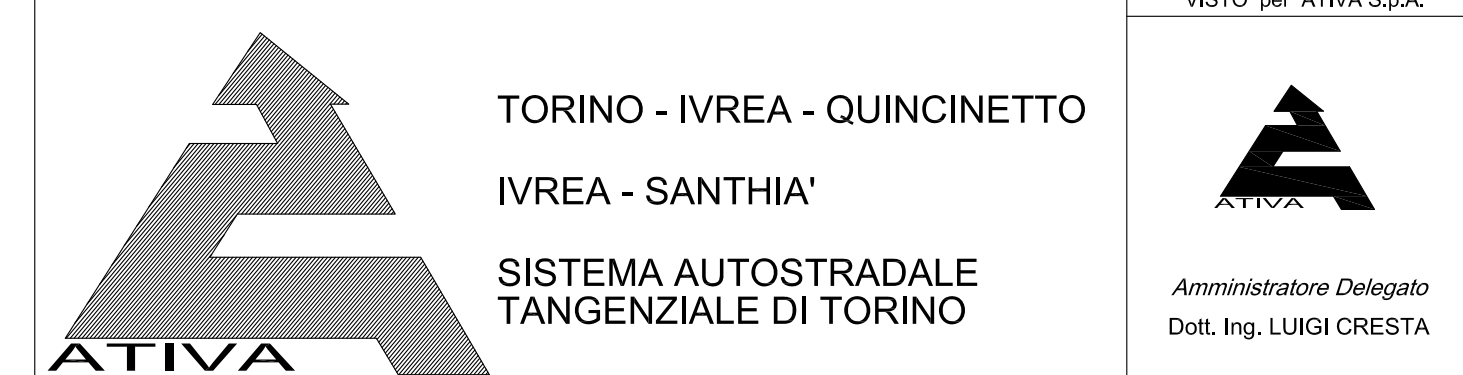 VISTO per ATIVA S.p.A.
TORINO - IVREA - QUINCINETTO
IVREA - SANTHIA'
SISTEMA AUTOSTRADALE
TANGENZIALE DI TORINO
ATIVA
ATIVA
Amministratore Delegato
Dott. Ing. LUIGI CRESTA